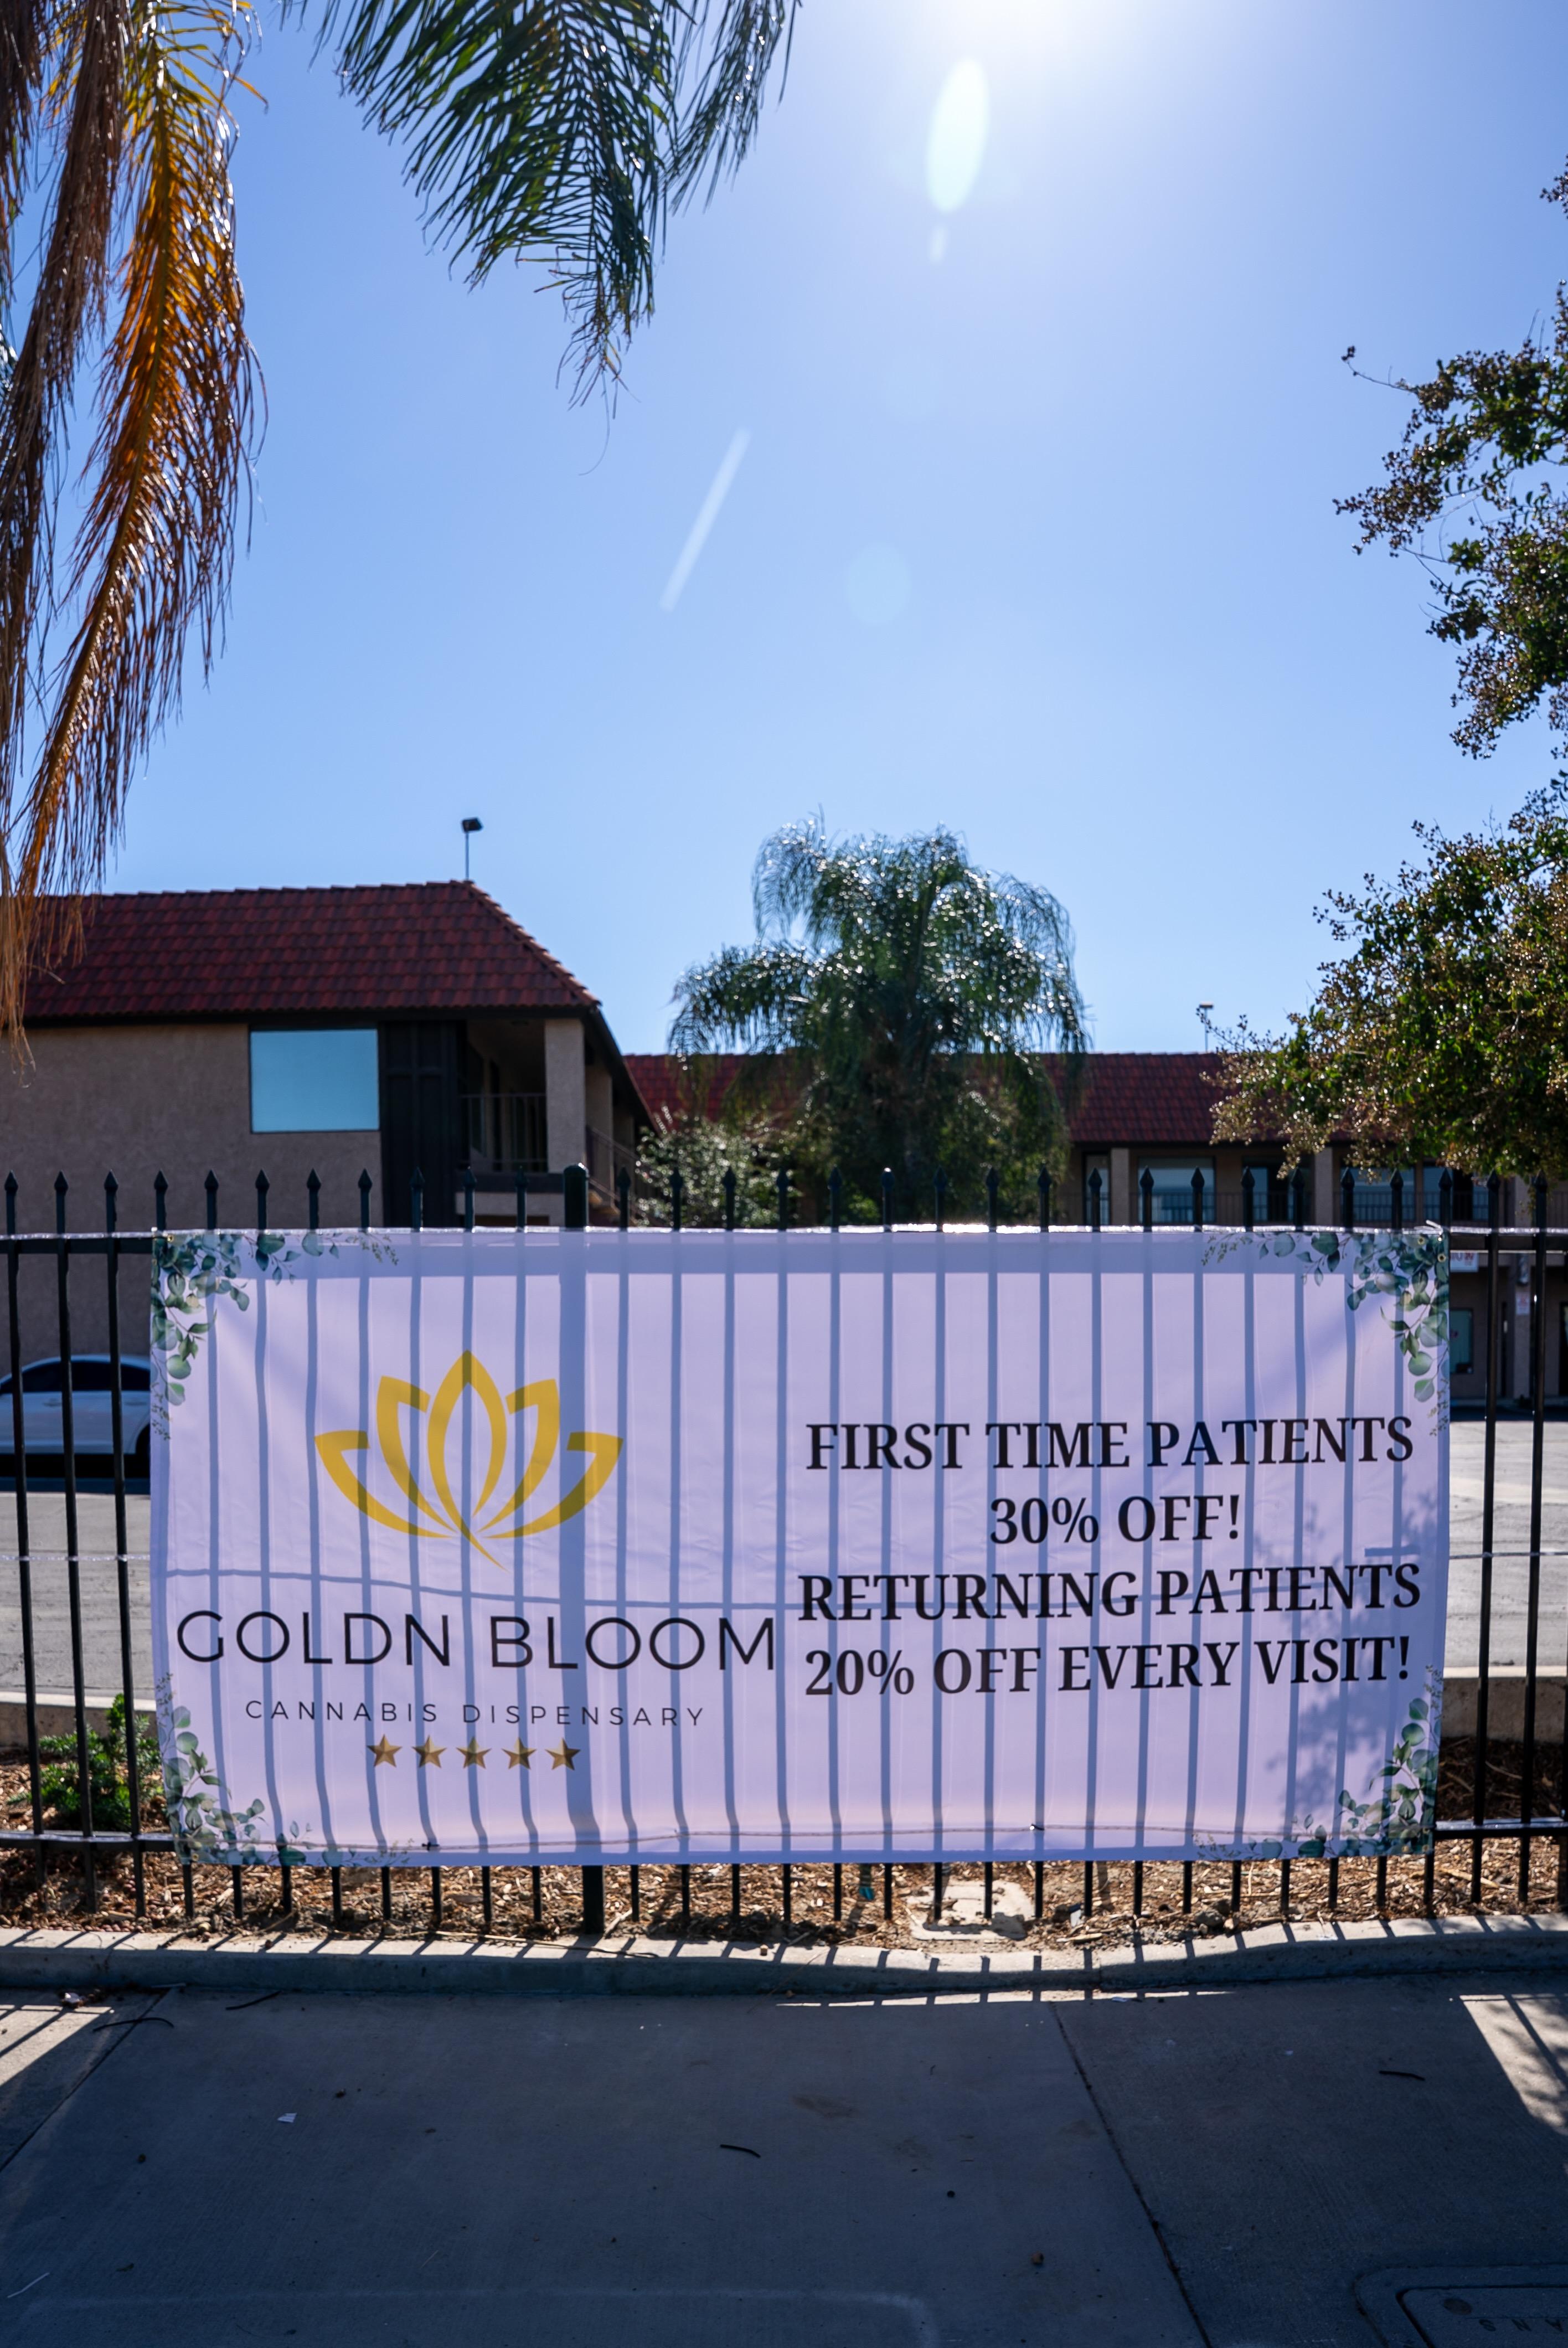 GOLDN BLOOM
CANNABIS DISPENSARY
FIRST TIME PATIENTS
30% OFF!
RETURNING PATIENTS
20% OFF EVERY VISIT!